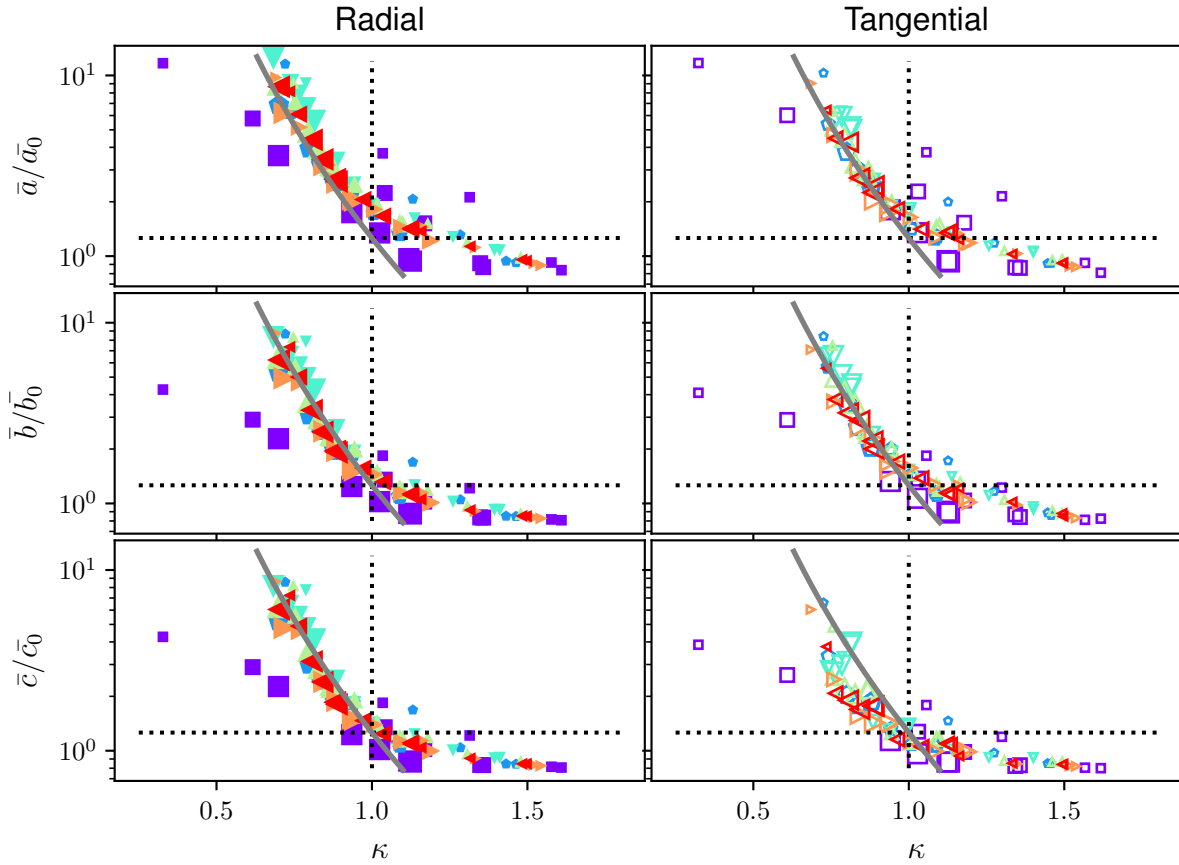 Radial Tangential
10¹
ā/ā₀
10⁰
10¹
b̄/b̄₀
10⁰
10¹
c̄/c̄₀
10⁰
0.5 1.0 1.5 0.5 1.0 1.5
κ κ